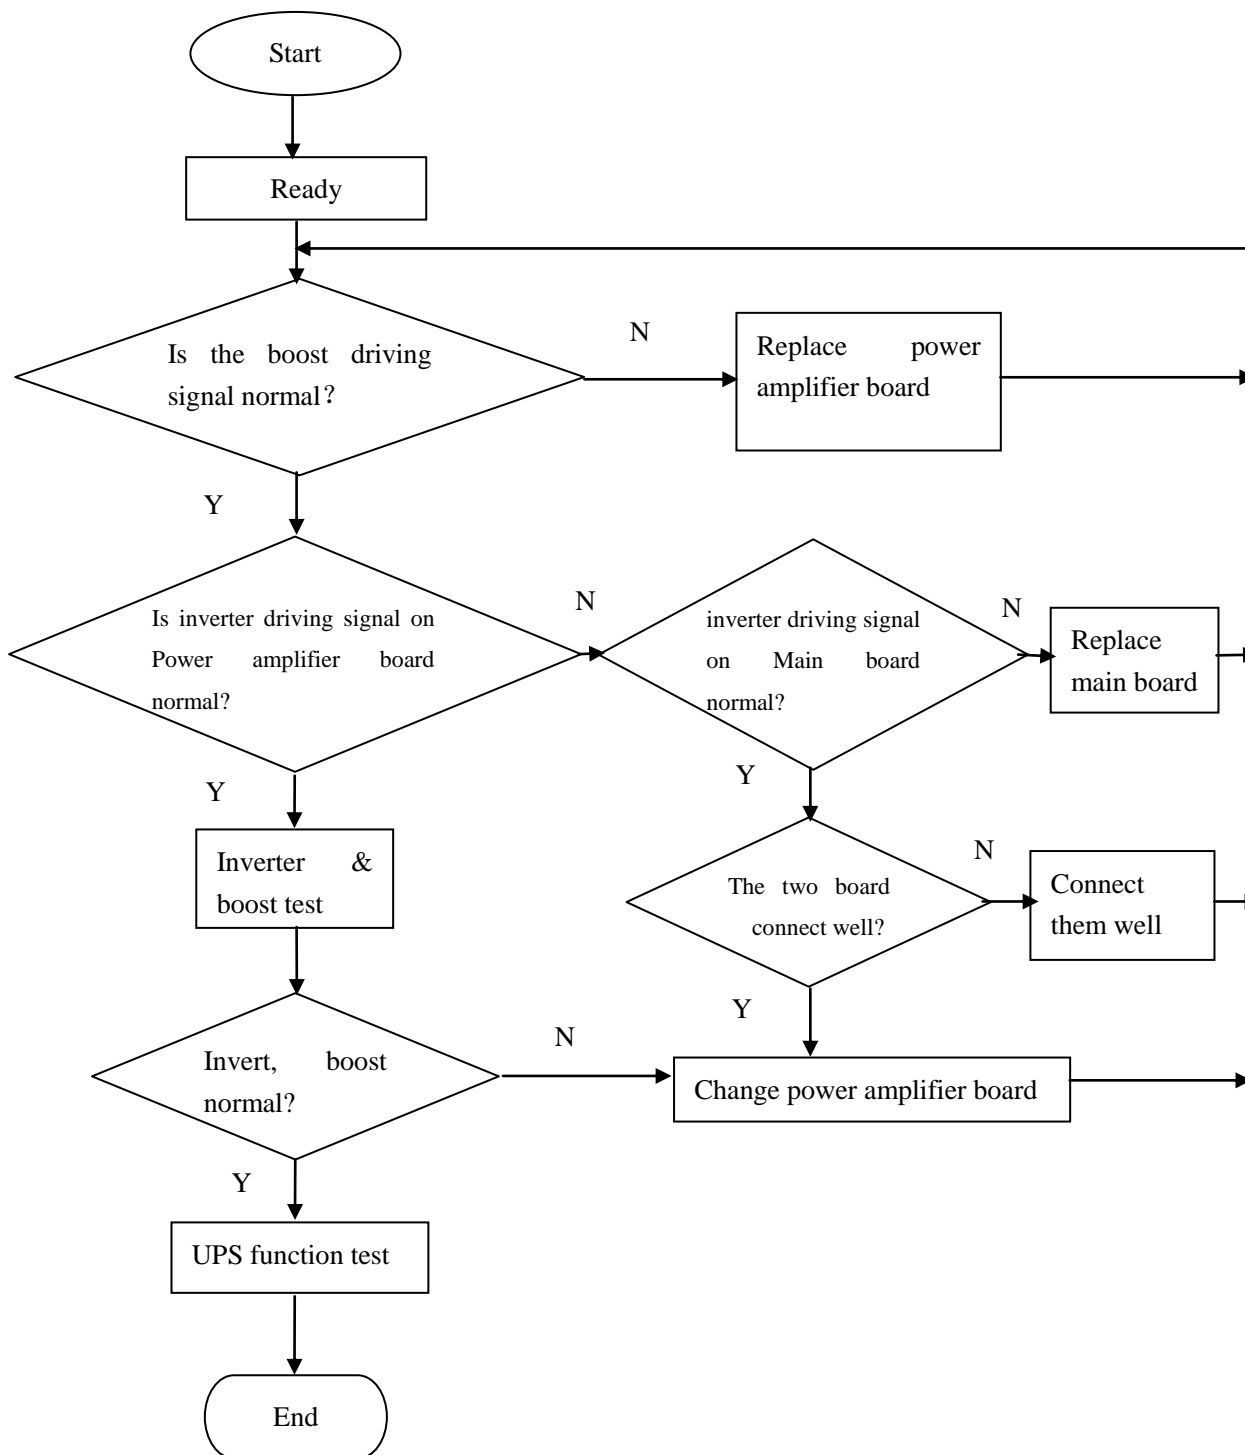 Start
Ready
Is the boost driving
signal normal?
N
Replace power
amplifier board
Y
Is inverter driving signal on
Power amplifier board
normal?
N
inverter driving signal
on Main board
normal?
N
Replace
main board
Y
Y
Inverter &
boost test
The two board
connect well?
N
Connect
them well
Y
Invert, boost
normal?
N
Change power amplifier board
Y
UPS function test
End